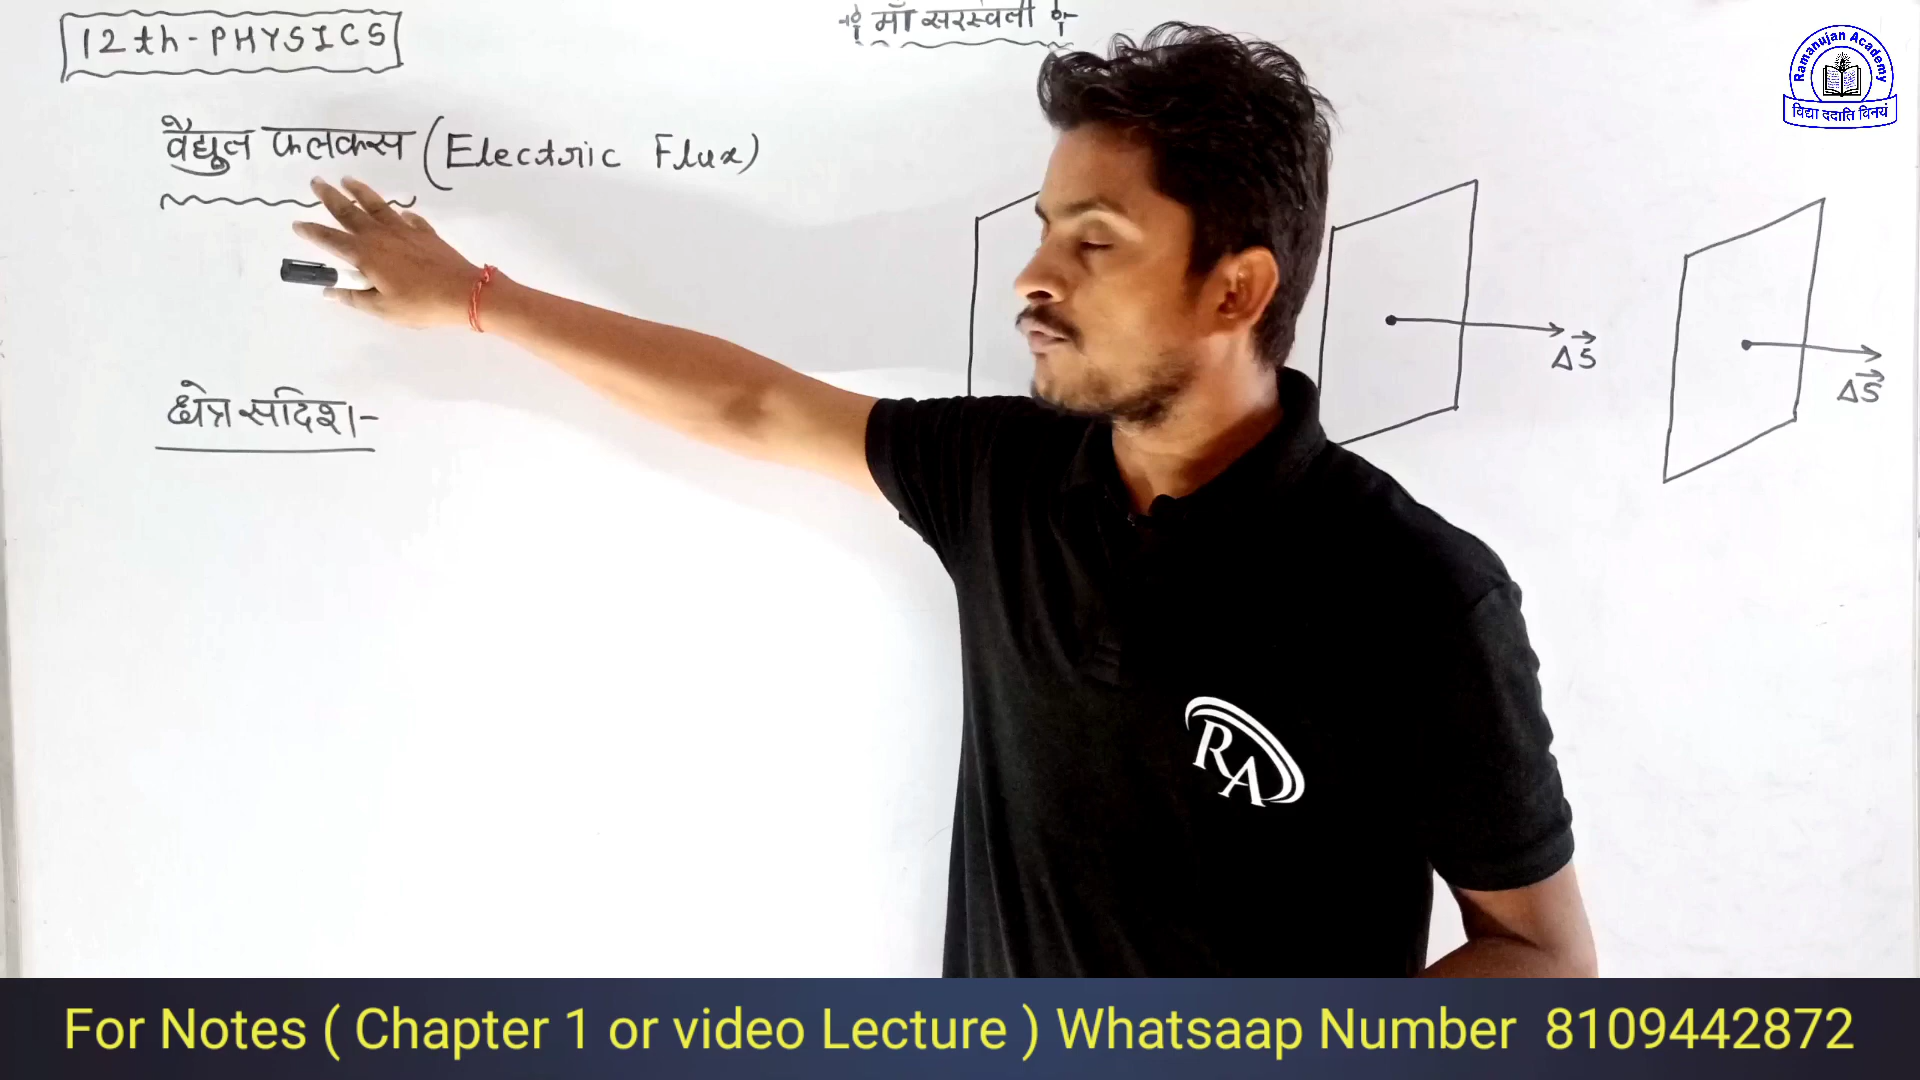 12th-PHYSICS
माँ सरस्वती
Ramanujan Academy
विद्या ददाति विनयं
वैद्युत फलक्स (Electric Flux)
ΔS⃗
ΔS⃗
क्षेत्र सदिश।-
RA
For Notes ( Chapter 1 or video Lecture ) Whatsaap Number 8109442872